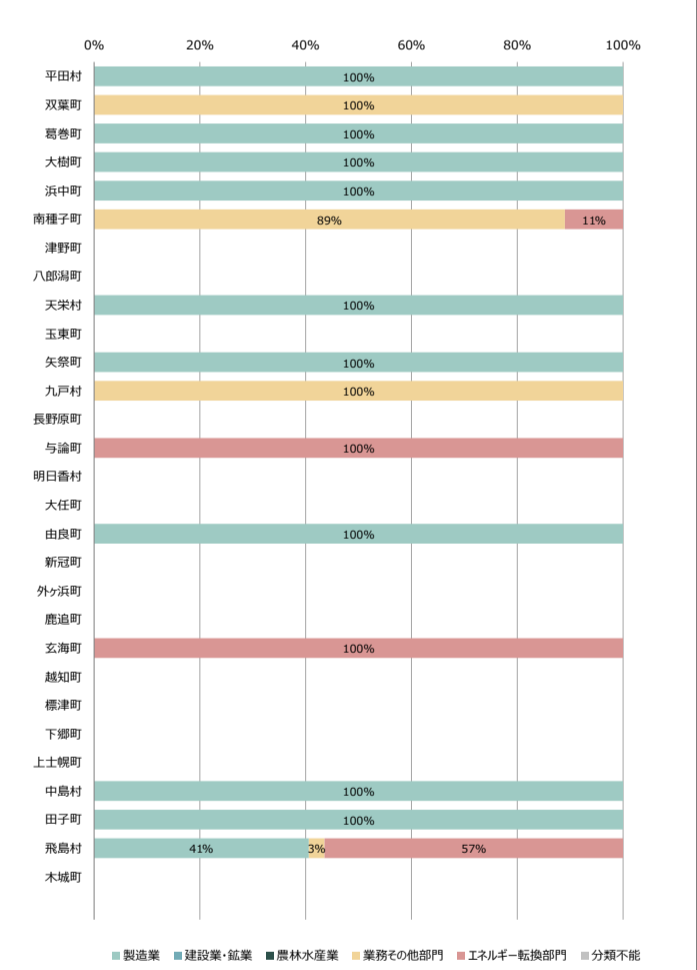 0% 20% 40% 60% 80% 100%
平田村 100%
双葉町 100%
葛巻町 100%
大樹町 100%
浜中町 100%
南種子町 89% 11%
津野町
八郎潟町
天栄村 100%
玉東町
矢祭町 100%
九戸村 100%
長野原町
与論町 100%
明日香村
大任町
由良町 100%
新冠町
外ヶ浜町
鹿追町
玄海町 100%
越知町
標津町
下郷町
上士幌町
中島村 100%
田子町 100%
飛島村 41% 3% 57%
木城町
製造業 建設業・鉱業 農林水産業 業務その他部門 エネルギー転換部門 分類不能